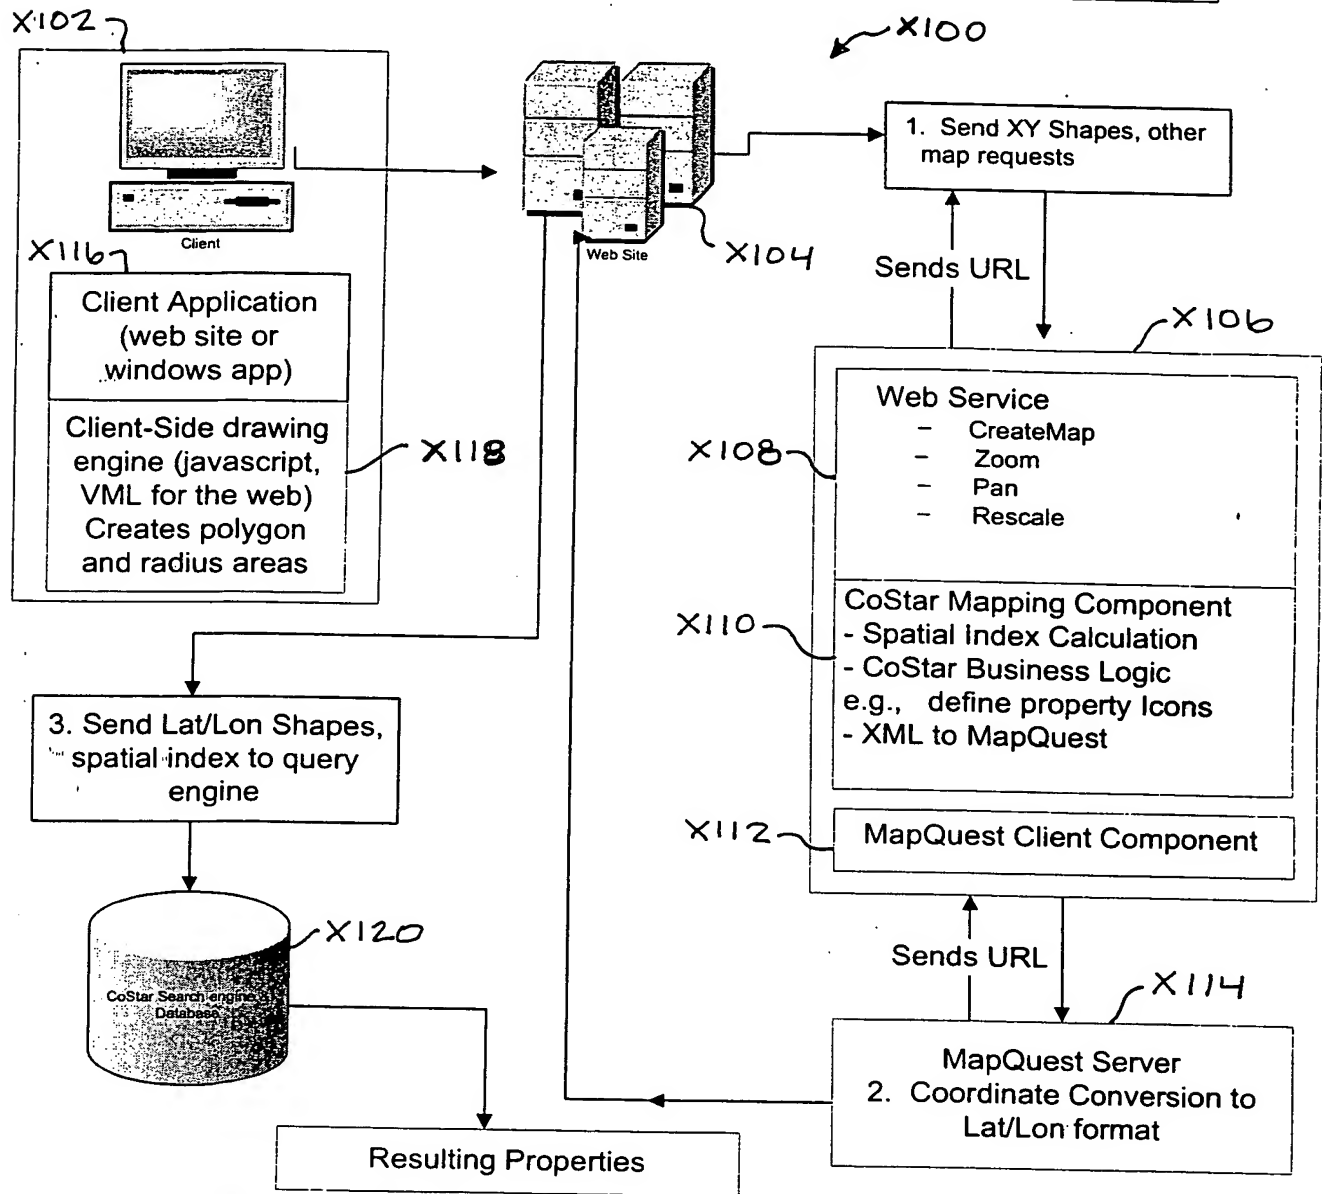 X102
X100
Client
Web Site
X104
1. Send XY Shapes, other
map requests
Sends URL
X116
Client Application
(web site or
windows app)
Client-Side drawing
engine (javascript,
VML for the web)
Creates polygon
and radius areas
X118
X106
Web Service
- CreateMap
- Zoom
- Pan
- Rescale
X108
CoStar Mapping Component
- Spatial Index Calculation
- CoStar Business Logic
e.g., define property Icons
- XML to MapQuest
X110
X112
MapQuest Client Component
3. Send Lat/Lon Shapes,
spatial index to query
engine
X120
CoStar Search engine &
Database
Sends URL
X114
MapQuest Server
2. Coordinate Conversion to
Lat/Lon format
Resulting Properties